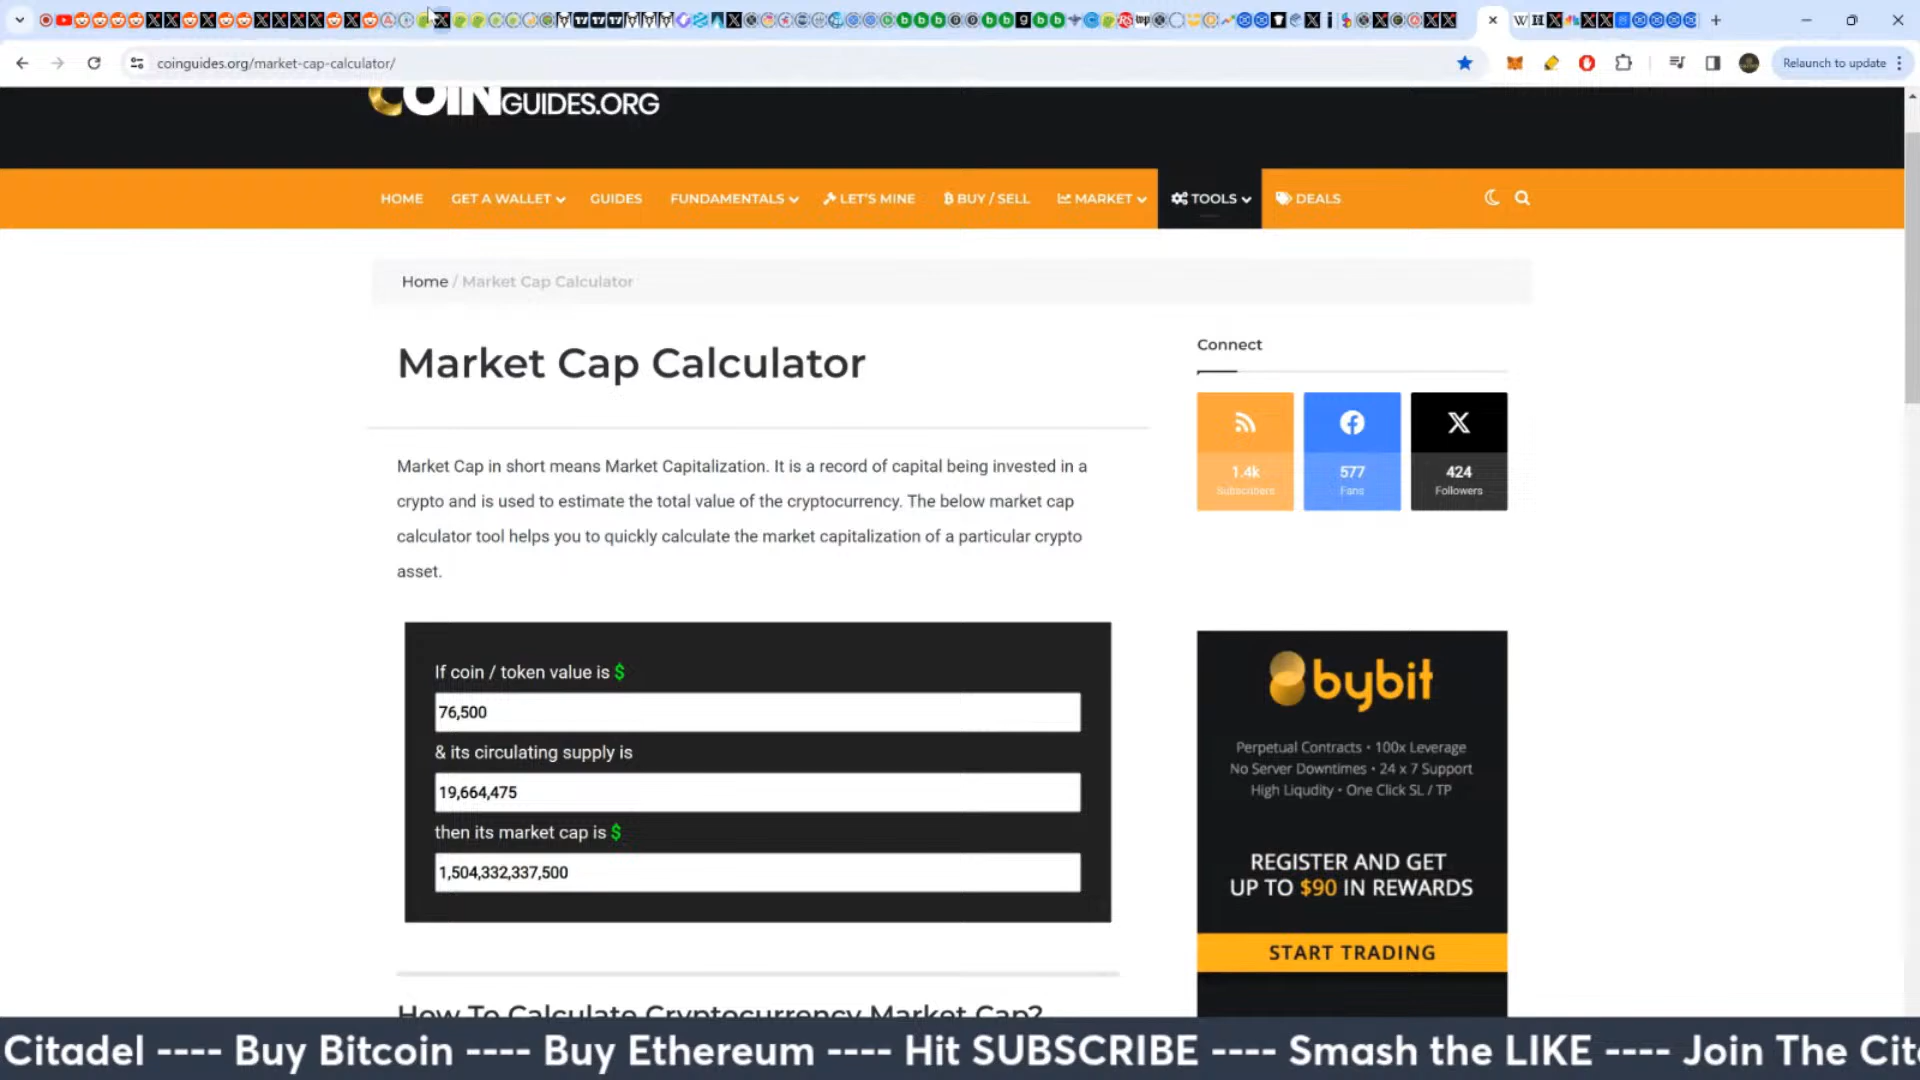 coinguides.org/market-cap-calculator/
Relaunch to update
COINGUIDES.ORG
HOME
GET A WALLET
GUIDES
FUNDAMENTALS
LET'S MINE
BUY / SELL
MARKET
TOOLS
DEALS
Home / Market Cap Calculator
Market Cap Calculator
Market Cap in short means Market Capitalization. It is a record of capital being invested in a
crypto and is used to estimate the total value of the cryptocurrency. The below market cap
calculator tool helps you to quickly calculate the market capitalization of a particular crypto
asset.
If coin / token value is $
76,500
& its circulating supply is
19,664,475
then its market cap is $
1,504,332,337,500
How To Calculate Cryptocurrency Market Cap?
Connect
1.4k
Subscribers
577
Fans
424
Followers
bybit
Perpetual Contracts • 100x Leverage
No Server Downtimes • 24 x 7 Support
High Liqudity • One Click SL / TP
REGISTER AND GET
UP TO $90 IN REWARDS
START TRADING
Citadel ---- Buy Bitcoin ---- Buy Ethereum ---- Hit SUBSCRIBE ---- Smash the LIKE ---- Join The Cit